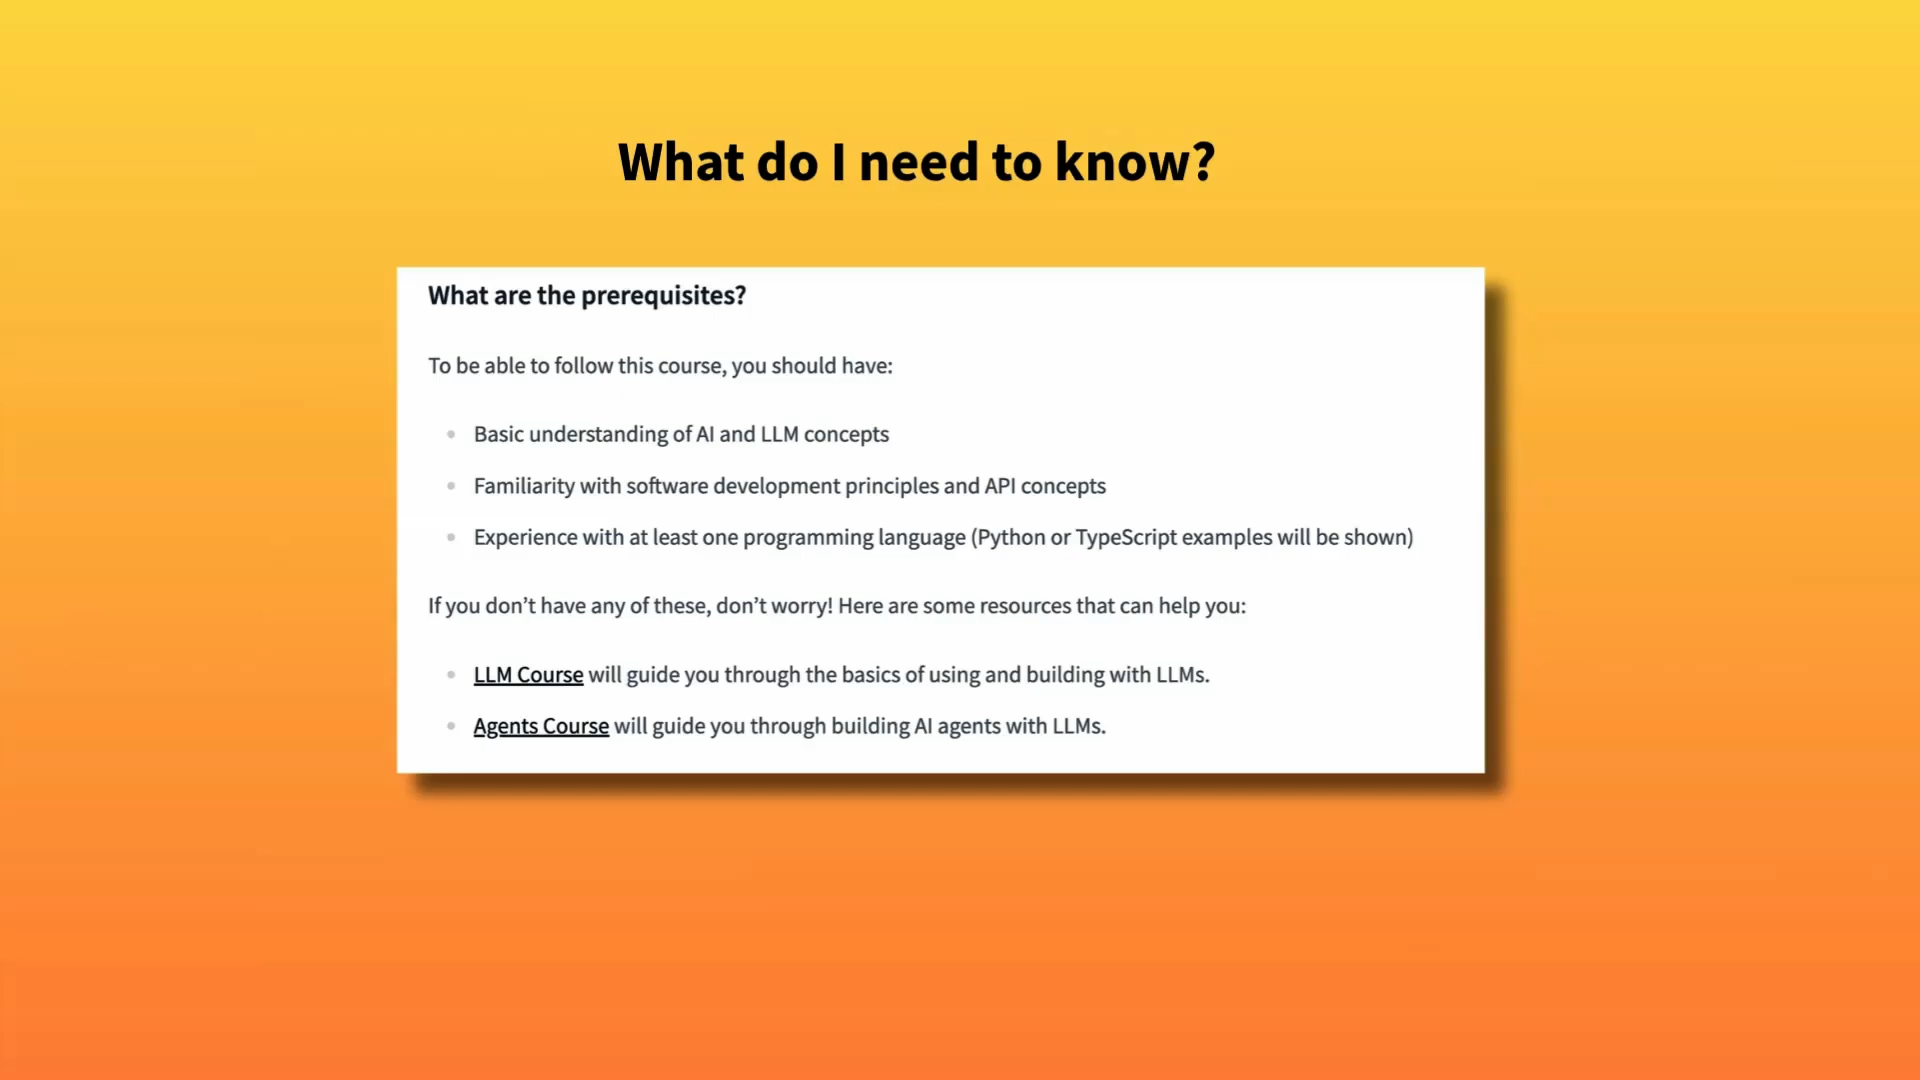 What do I need to know?
What are the prerequisites?
To be able to follow this course, you should have:
Basic understanding of AI and LLM concepts
Familiarity with software development principles and API concepts
Experience with at least one programming language (Python or TypeScript examples will be shown)
If you don’t have any of these, don’t worry! Here are some resources that can help you:
LLM Course will guide you through the basics of using and building with LLMs.
Agents Course will guide you through building AI agents with LLMs.